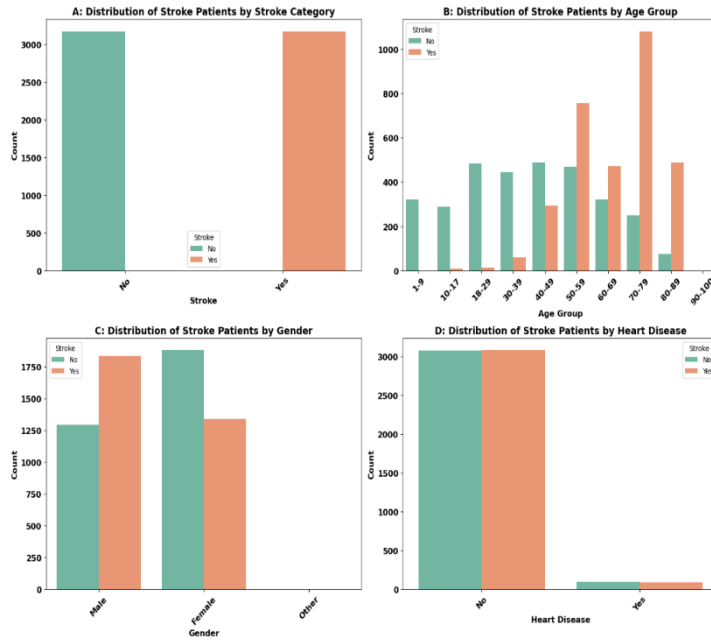 A: Distribution of Stroke Patients by Stroke Category
3000
2500
2000
1500
1000
500
0
Count
Stroke
No
Yes
No
Yes
Stroke
B: Distribution of Stroke Patients by Age Group
Stroke
No
Yes
1000
800
600
400
200
0
Count
1-9
10-17
18-29
30-39
40-49
50-59
60-69
70-79
80-89
90-100
Age Group
C: Distribution of Stroke Patients by Gender
Stroke
No
Yes
1750
1500
1250
1000
750
500
250
0
Count
Male
Female
Other
Gender
D: Distribution of Stroke Patients by Heart Disease
Stroke
No
Yes
3000
2500
2000
1500
1000
500
0
Count
No
Yes
Heart Disease